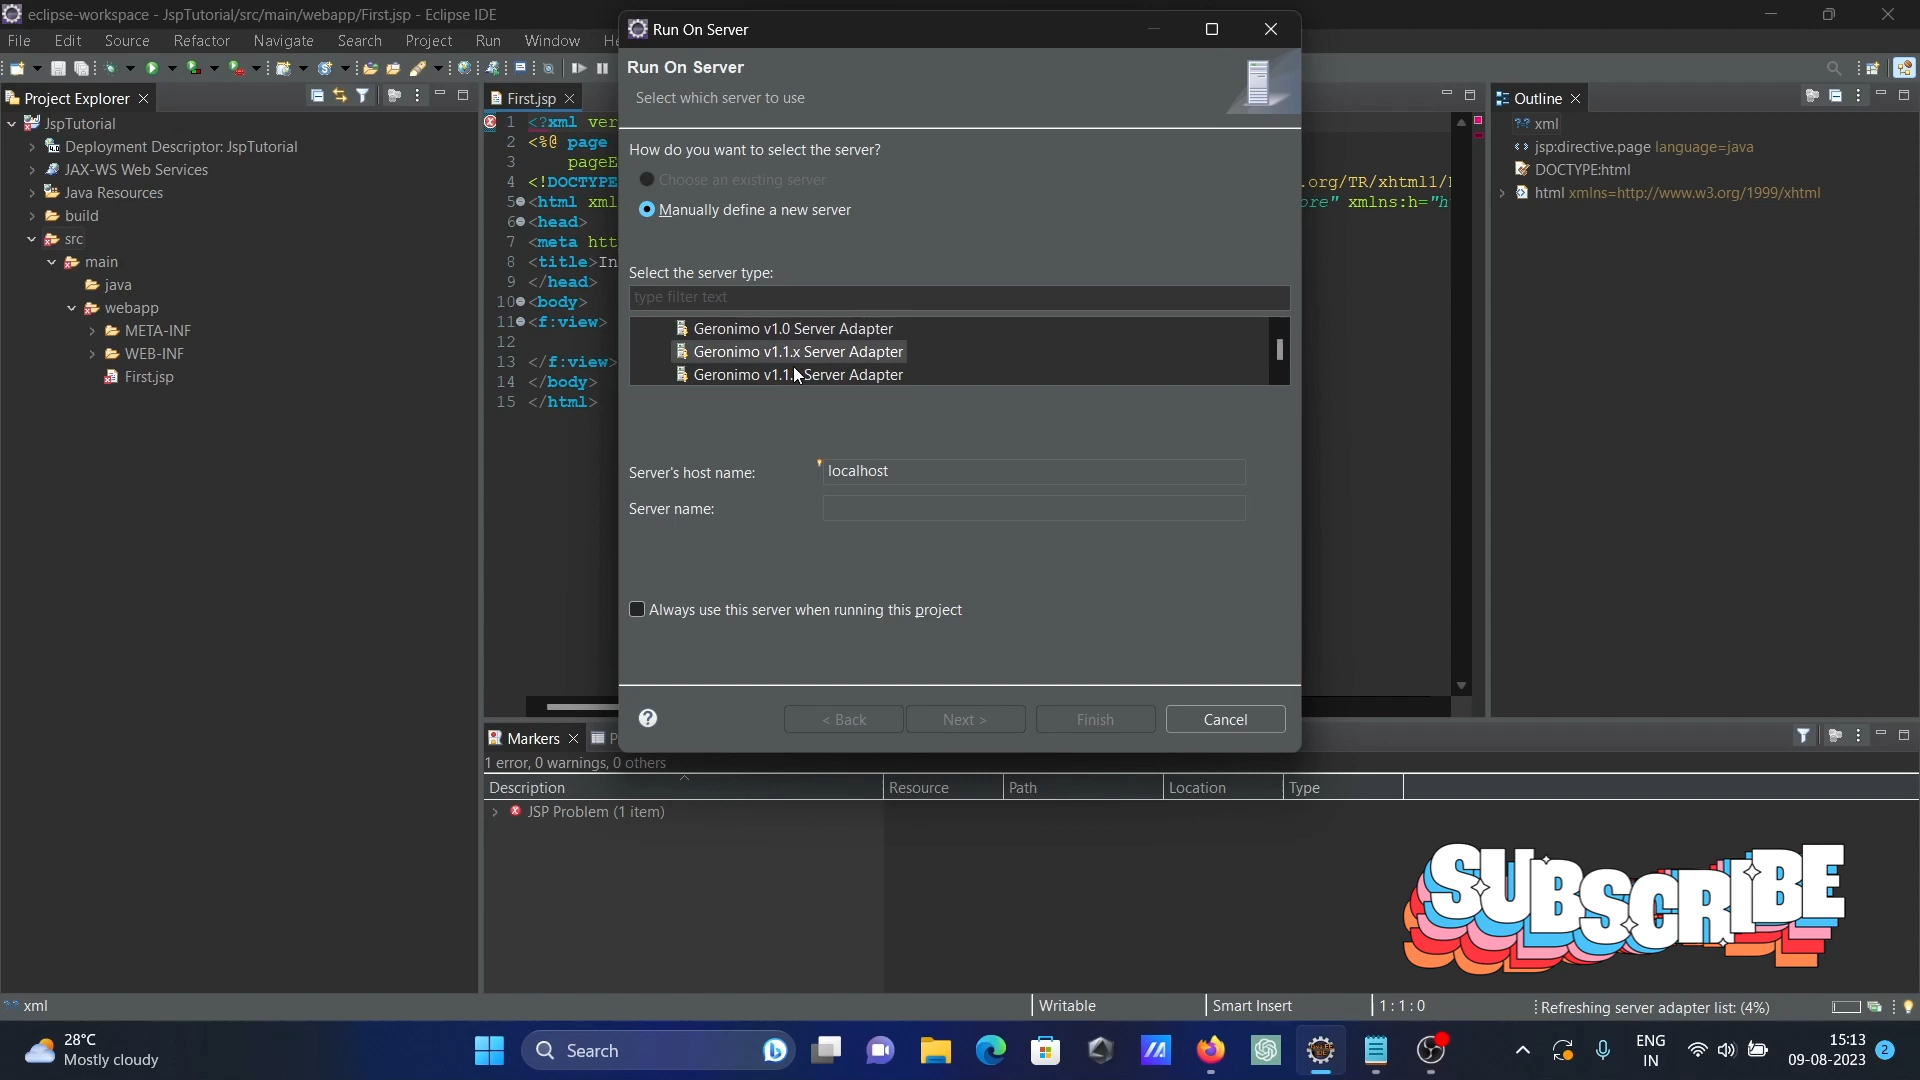 eclipse-workspace - JspTutorial/src/main/webapp/First.jsp - Eclipse IDE
File Edit Source Refactor Navigate Search Project Run Window
Project Explorer
JspTutorial
Deployment Descriptor: JspTutorial
JAX-WS Web Services
Java Resources
build
src
main
java
webapp
META-INF
WEB-INF
First.jsp
First.jsp
1 <?xml ver
2 <%@ page
3 pageE
4 <!DOCTYPE .org/TR/xhtml1/
5 <html xml ore" xmlns:h="h
6 <head>
7 <meta htt
8 <title>In
9 </head>
10 <body>
11 <f:view>
12
13 </f:view>
14 </body>
15 </html>
Run On Server
Run On Server
Select which server to use
How do you want to select the server?
Choose an existing server
Manually define a new server
Select the server type:
type filter text
Geronimo v1.0 Server Adapter
Geronimo v1.1.x Server Adapter
Geronimo v1.1. Server Adapter
Server's host name: localhost
Server name:
Always use this server when running this project
< Back Next > Finish Cancel
Outline
xml
jsp:directive.page language=java
DOCTYPE:html
html xmlns=http://www.w3.org/1999/xhtml
Markers
1 error, 0 warnings, 0 others
Description Resource Path Location Type
JSP Problem (1 item)
SUBSCRIBE
xml Writable Smart Insert 1 : 1 : 0 Refreshing server adapter list: (4%)
28°C
Mostly cloudy
Search
ENG
IN
15:13
09-08-2023
2